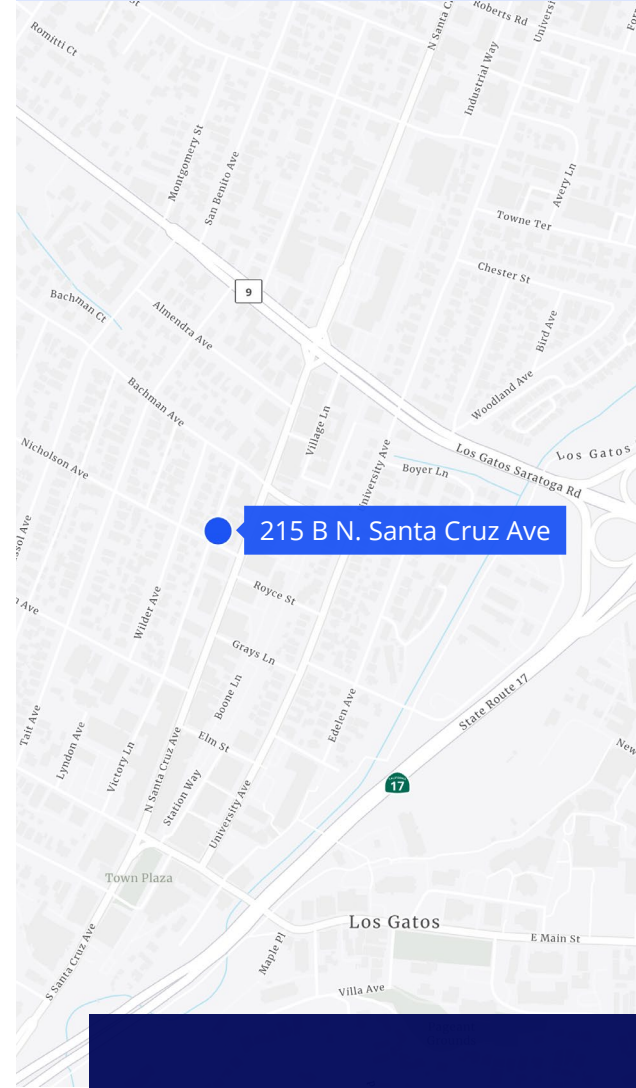 Roberts Rd
Romitti Ct
Industrial Way
Montgomery St
San Benito Ave
Avery Ln
Towne Ter
Chester St
9
Bachman Ct
Almendra Ave
Bird Ave
Bachman Ave
Woodland Ave
Village Ln
Nicholson Ave
University Ave
Boyer Ln
Los Gatos Saratoga Rd
Los Gatos
215 B N. Santa Cruz Ave
Wilder Ave
Royce St
Grays Ln
Boone Ln
Edelen Ave
State Route 17
Tait Ave
Lyndon Ave
Victory Ln
N Santa Cruz Ave
Elm St
Station Way
University Ave
17
Town Plaza
Los Gatos
E Main St
S Santa Cruz Ave
Maple Pl
Villa Ave